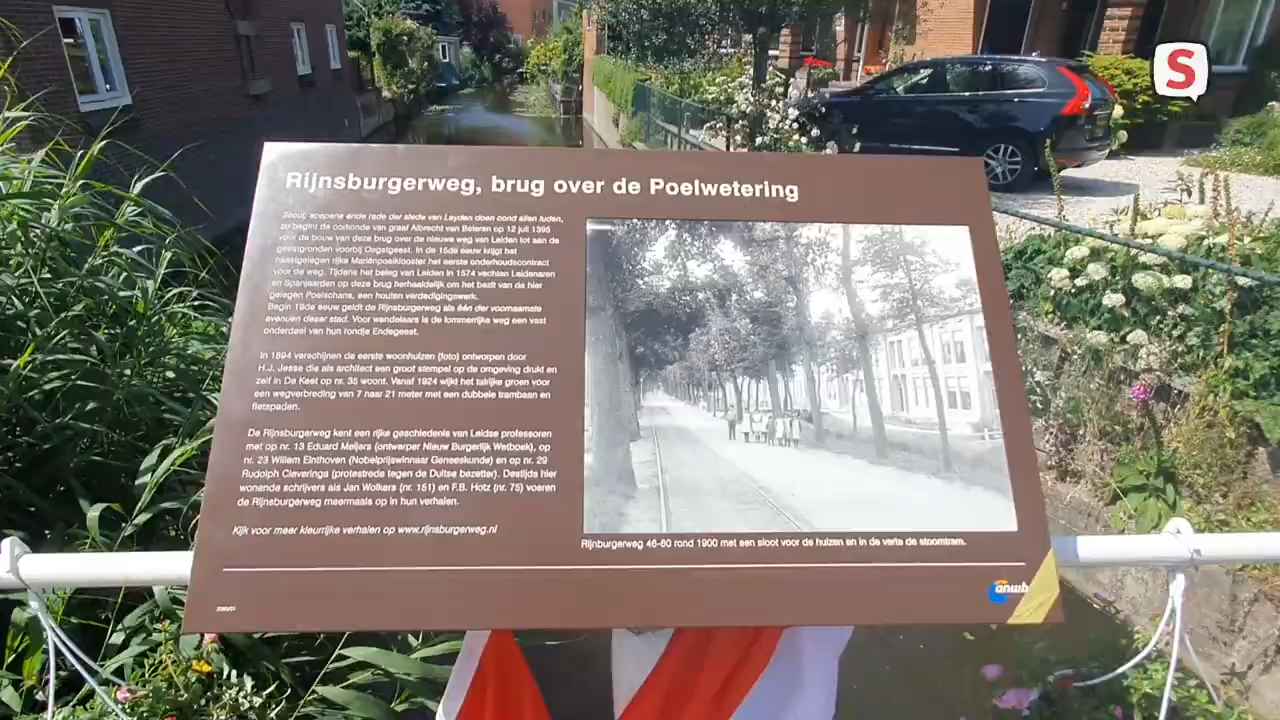 S
Rijnsburgerweg, brug over de Poelwetering
Scout, scepene ende rade der stede van Leyden doen cond allen luden,
zo begint de oorkonde van graaf Albrecht van Beieren op 12 juli 1395
voor de bouw van deze brug over de nieuwe weg van Leiden tot aan de
geestgronden voorbij Oegstgeest. In de 15de eeuw krijgt het
naastgelegen rijke Mariënpoelklooster het eerste onderhoudscontract
voor de weg. Tijdens het beleg van Leiden in 1574 vechten Leidenaren
en Spanjaarden op deze brug herhaaldelijk om het bezit van de hier
gelegen Poelschans, een houten verdedigingswerk.
Begin 19de eeuw geldt de Rijnsburgerweg als één der voornaamste
avenuen dezer stad. Voor wandelaars is de lommerrijke weg een vast
onderdeel van hun rondje Endegeest.
In 1894 verschijnen de eerste woonhuizen (foto) ontworpen door
H.J. Jesse die als architect een groot stempel op de omgeving drukt en
zelf in De Keet op nr. 35 woont. Vanaf 1924 wijkt het talrijke groen voor
een wegverbreding van 7 naar 21 meter met een dubbele trambaan en
fietspaden.
De Rijnsburgerweg kent een rijke geschiedenis van Leidse professoren
met op nr. 13 Eduard Meijers (ontwerper Nieuw Burgerlijk Wetboek), op
nr. 23 Willem Einthoven (Nobelprijswinnaar Geneeskunde) en op nr. 29
Rudolph Cleveringa (protestrede tegen de Duitse bezetter). Destijds hier
wonende schrijvers als Jan Wolkers (nr. 151) en F.B. Hotz (nr. 75) voeren
de Rijnsburgerweg meermaals op in hun verhalen.
Kijk voor meer kleurrijke verhalen op www.rijnsburgerweg.nl
Rijnburgerweg 46-60 rond 1900 met een sloot voor de huizen en in de verte de stoomtram.
anwb